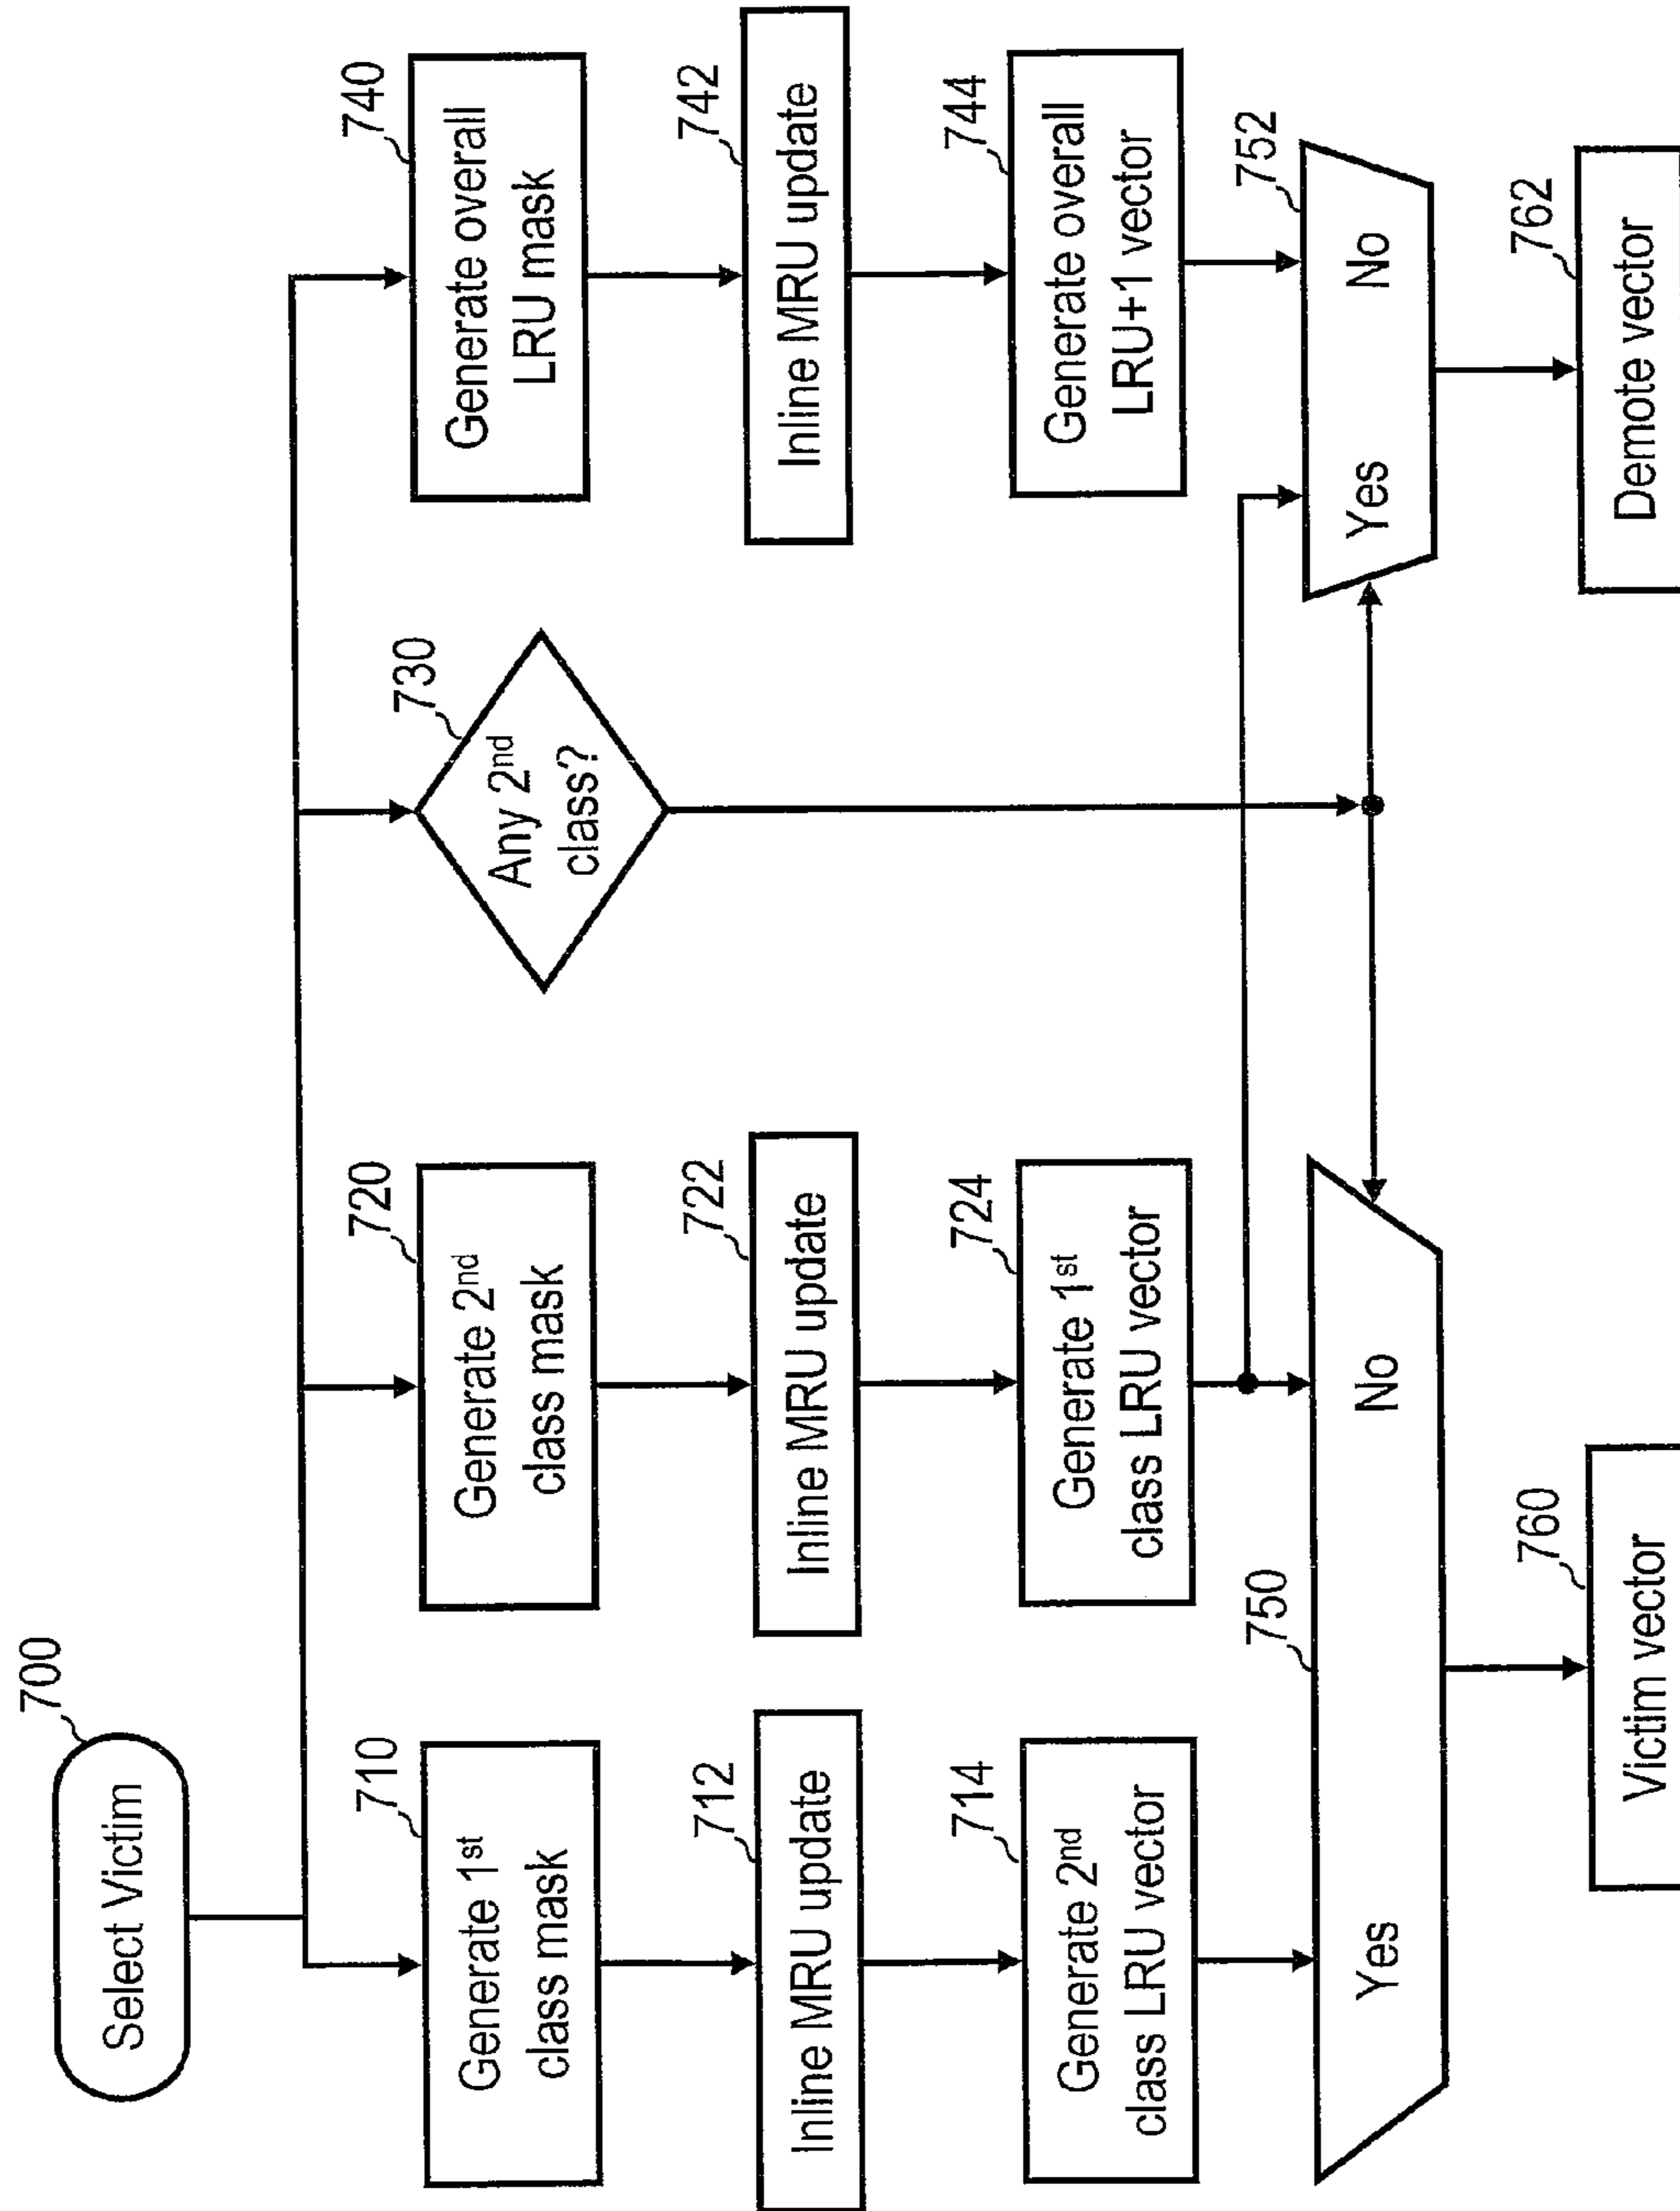 700
Select Victim
710
Generate 1st
class mask
720
Generate 2nd
class mask
730
Any 2nd
class?
740
Generate overall
LRU mask
712
Inline MRU update
722
Inline MRU update
742
Inline MRU update
714
Generate 2nd
class LRU vector
724
Generate 1st
class LRU vector
744
Generate overall
LRU+1 vector
750
Yes
No
752
Yes
No
760
Victim vector
762
Demote vector